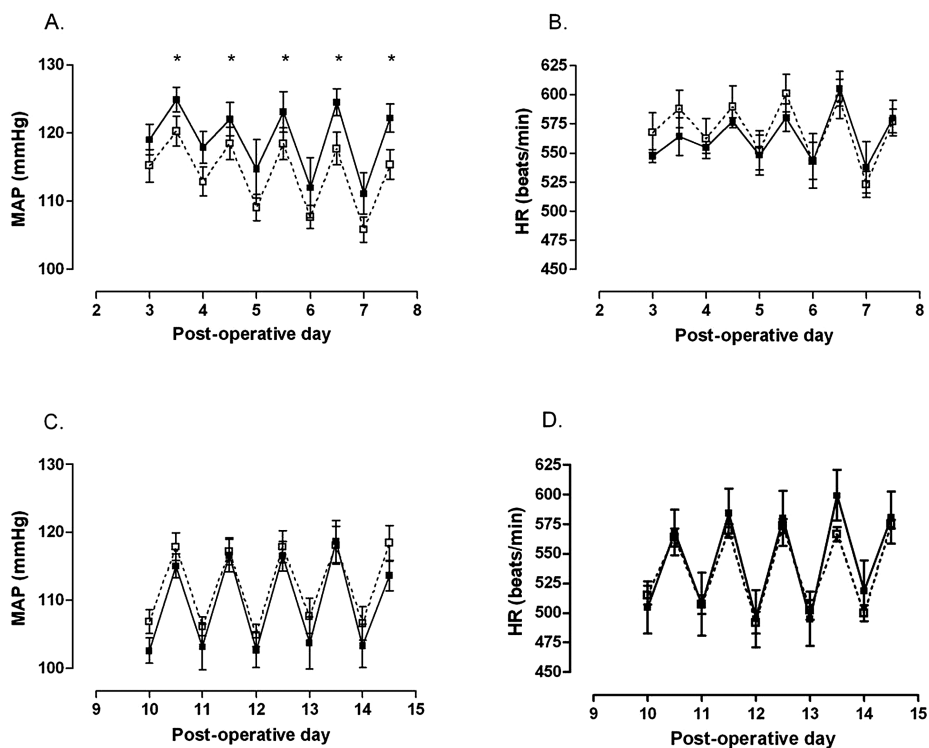 A.
* * * * *
130
120
110
100
MAP (mmHg)
2 3 4 5 6 7 8
Post-operative day
B.
625
600
575
550
525
500
475
450
HR (beats/min)
2 3 4 5 6 7 8
Post-operative day
C.
130
120
110
100
MAP (mmHg)
9 10 11 12 13 14 15
Post-operative day
D.
625
600
575
550
525
500
475
450
HR (beats/min)
9 10 11 12 13 14 15
Post-operative day